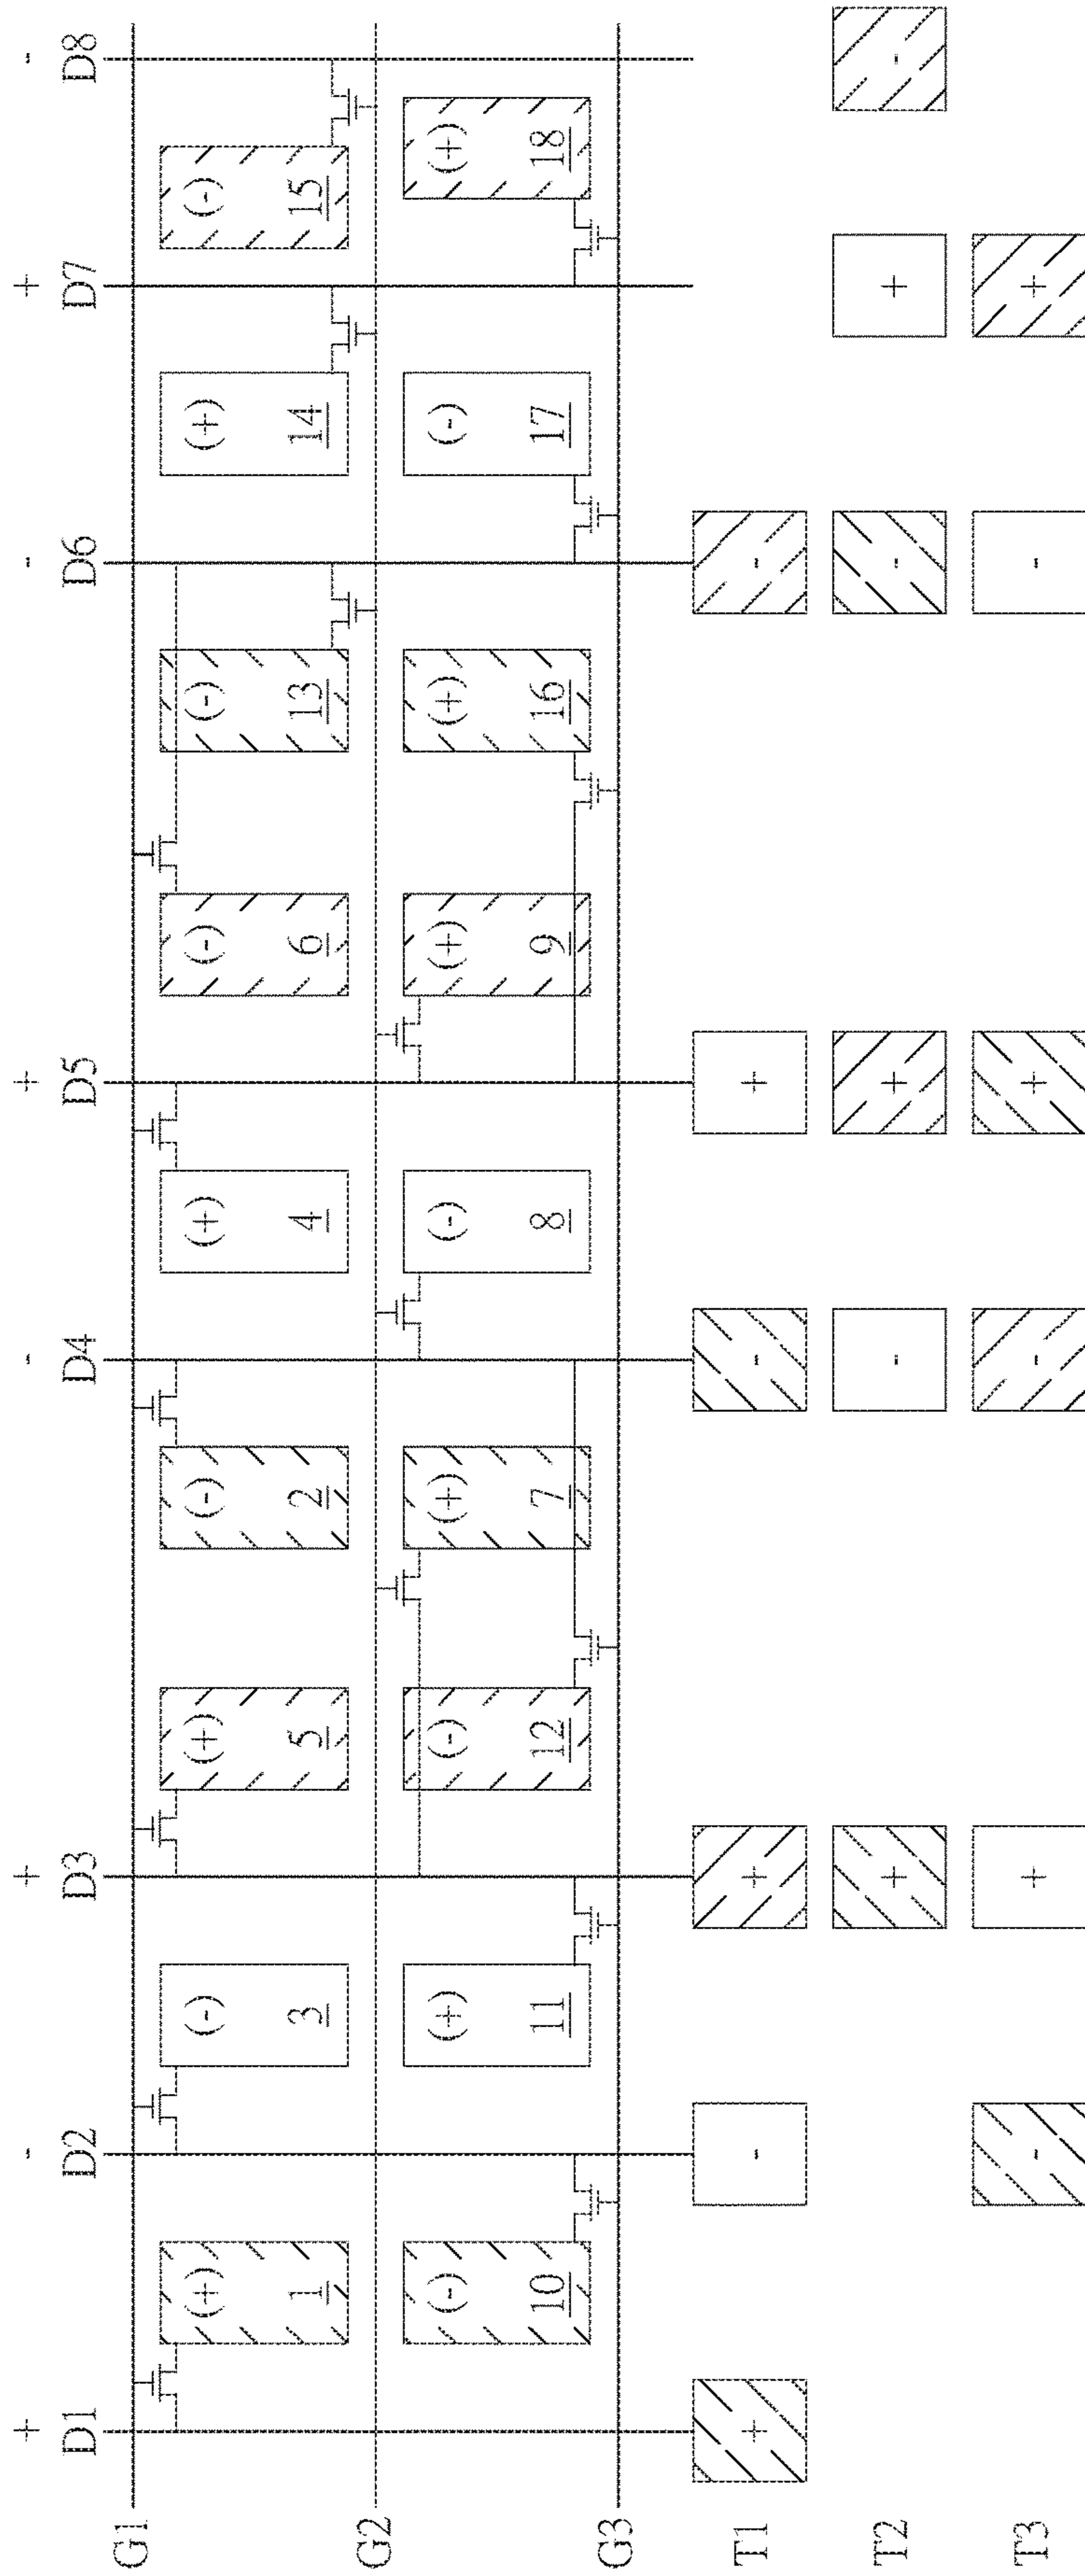 + - + - + - + -
D1 D2 D3 D4 D5 D6 D7 D8
G1
(+) (-) (+) (-) (+) (-) (-) (+) (-)
1 3 5 2 4 6 13 14 15
G2
(-) (+) (-) (+) (-) (+) (+) (-) (+)
10 11 12 7 8 9 16 17 18
G3
T1 + - + - + -
T2 + - + - + -
T3 - + - + - +